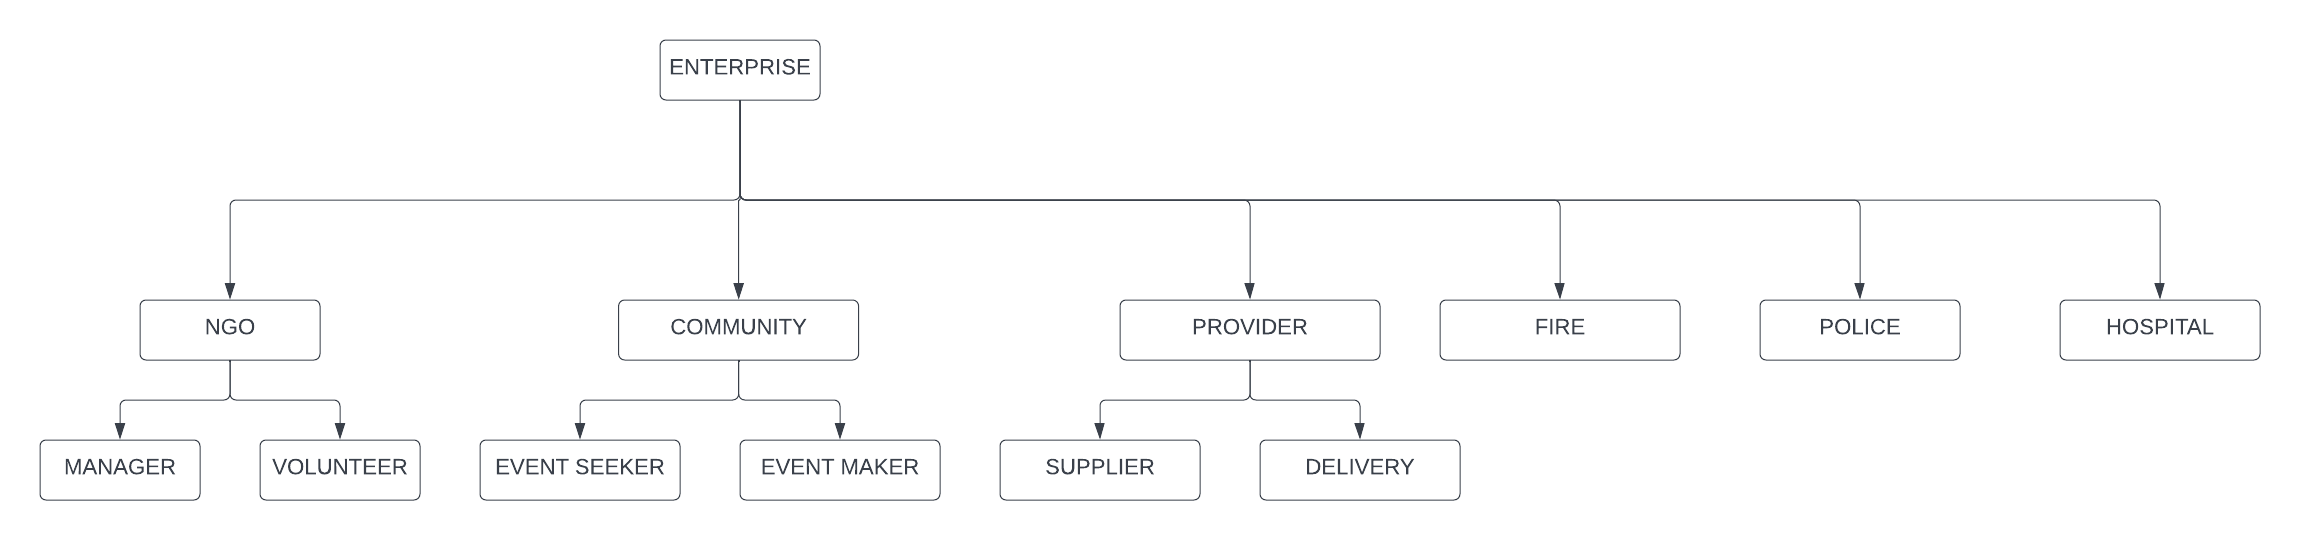 ENTERPRISE
NGO
COMMUNITY
PROVIDER
FIRE
POLICE
HOSPITAL
MANAGER
VOLUNTEER
EVENT SEEKER
EVENT MAKER
SUPPLIER
DELIVERY